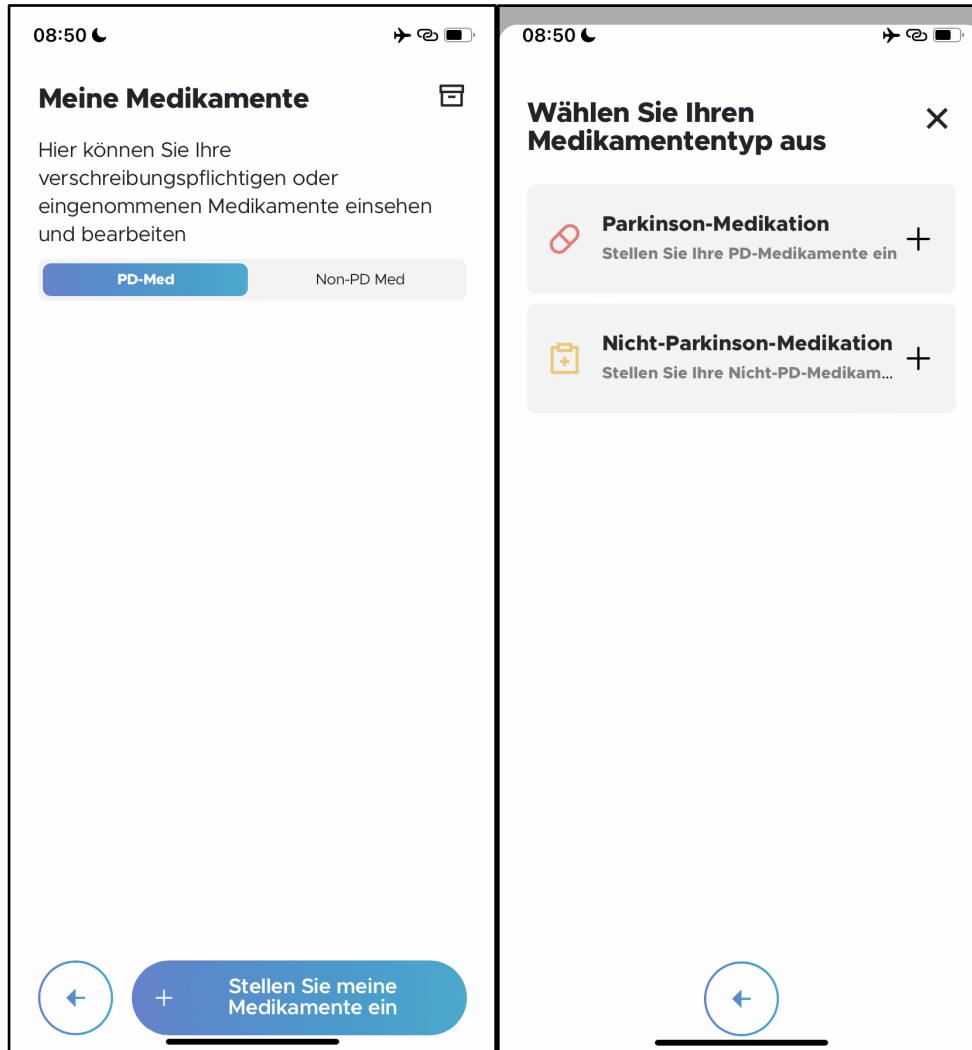 08:50
Meine Medikamente
Hier können Sie Ihre
verschreibungspflichtigen oder
eingenommenen Medikamente einsehen
und bearbeiten
PD-Med
Non-PD Med
Stellen Sie meine
Medikamente ein
08:50
Wählen Sie Ihren
Medikamententyp aus
Parkinson-Medikation
Stellen Sie Ihre PD-Medikamente ein
Nicht-Parkinson-Medikation
Stellen Sie Ihre Nicht-PD-Medikam...